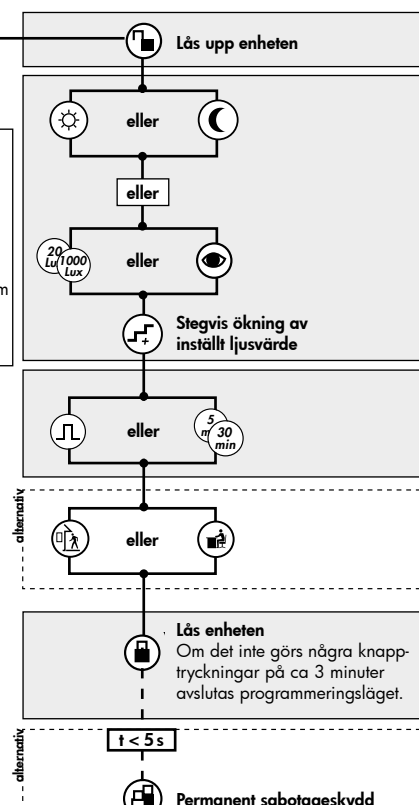 Lås upp enheten
eller
eller
20
Lu
1000
Lux
eller
Stegvis ökning av
inställt ljusvärde
m
eller
5
m
30
min
alternativ
eller
Lås enheten
Om det inte görs några knapp-
tryckningar på ca 3 minuter
avslutas programmeringsläget.
alternativ
t < 5 s
Permanent sabotageskydd